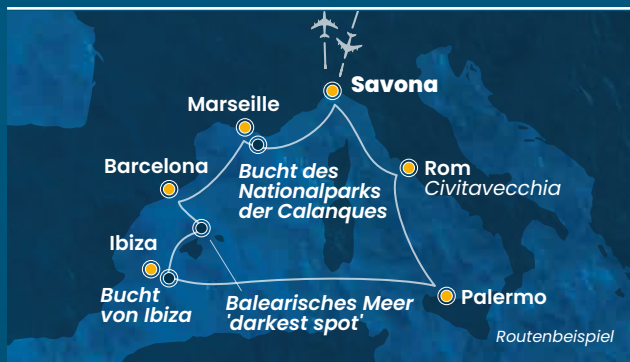 Savona
Marseille
Bucht des
Nationalparks
der Calanques
Rom
Civitavecchia
Barcelona
Ibiza
Bucht
von Ibiza
Balearisches Meer
'darkest spot'
Palermo
Routenbeispiel